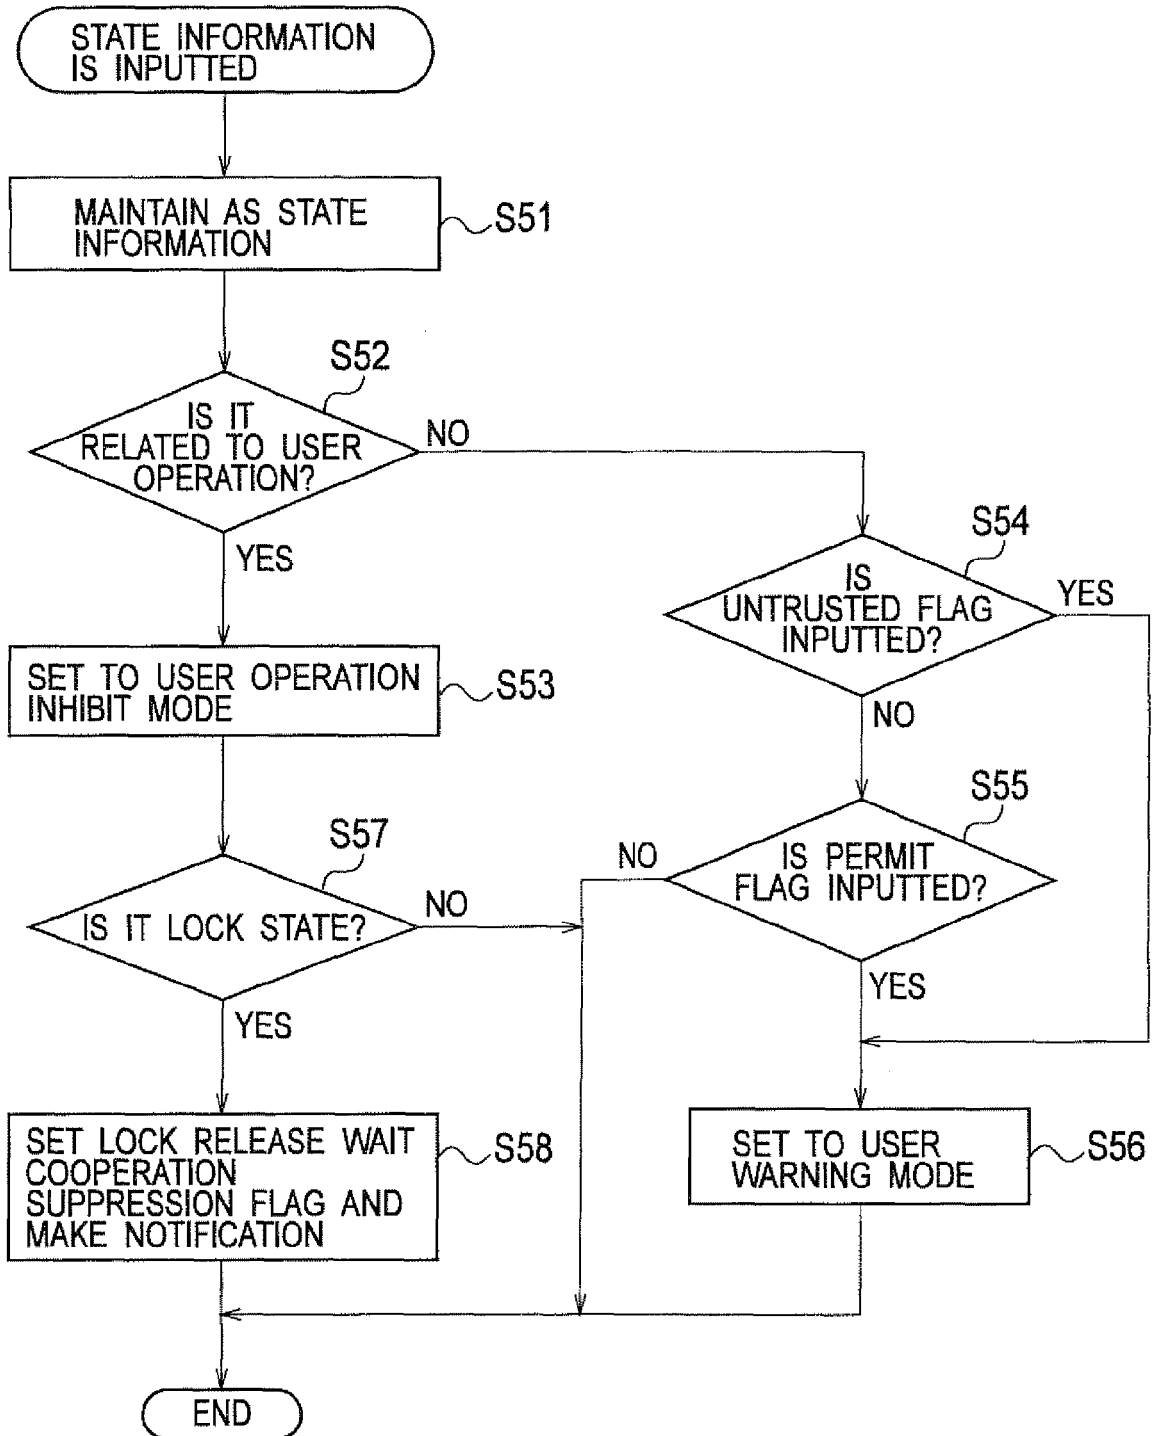 STATE INFORMATION
IS INPUTTED
MAINTAIN AS STATE
INFORMATION
S51
S52
IS IT
RELATED TO USER
OPERATION?
NO
YES
S54
IS
UNTRUSTED FLAG
INPUTTED?
YES
NO
SET TO USER OPERATION
INHIBIT MODE
S53
S55
IS PERMIT
FLAG INPUTTED?
NO
YES
S57
IS IT LOCK STATE?
NO
YES
SET LOCK RELEASE WAIT
COOPERATION
SUPPRESSION FLAG AND
MAKE NOTIFICATION
S58
SET TO USER
WARNING MODE
S56
END